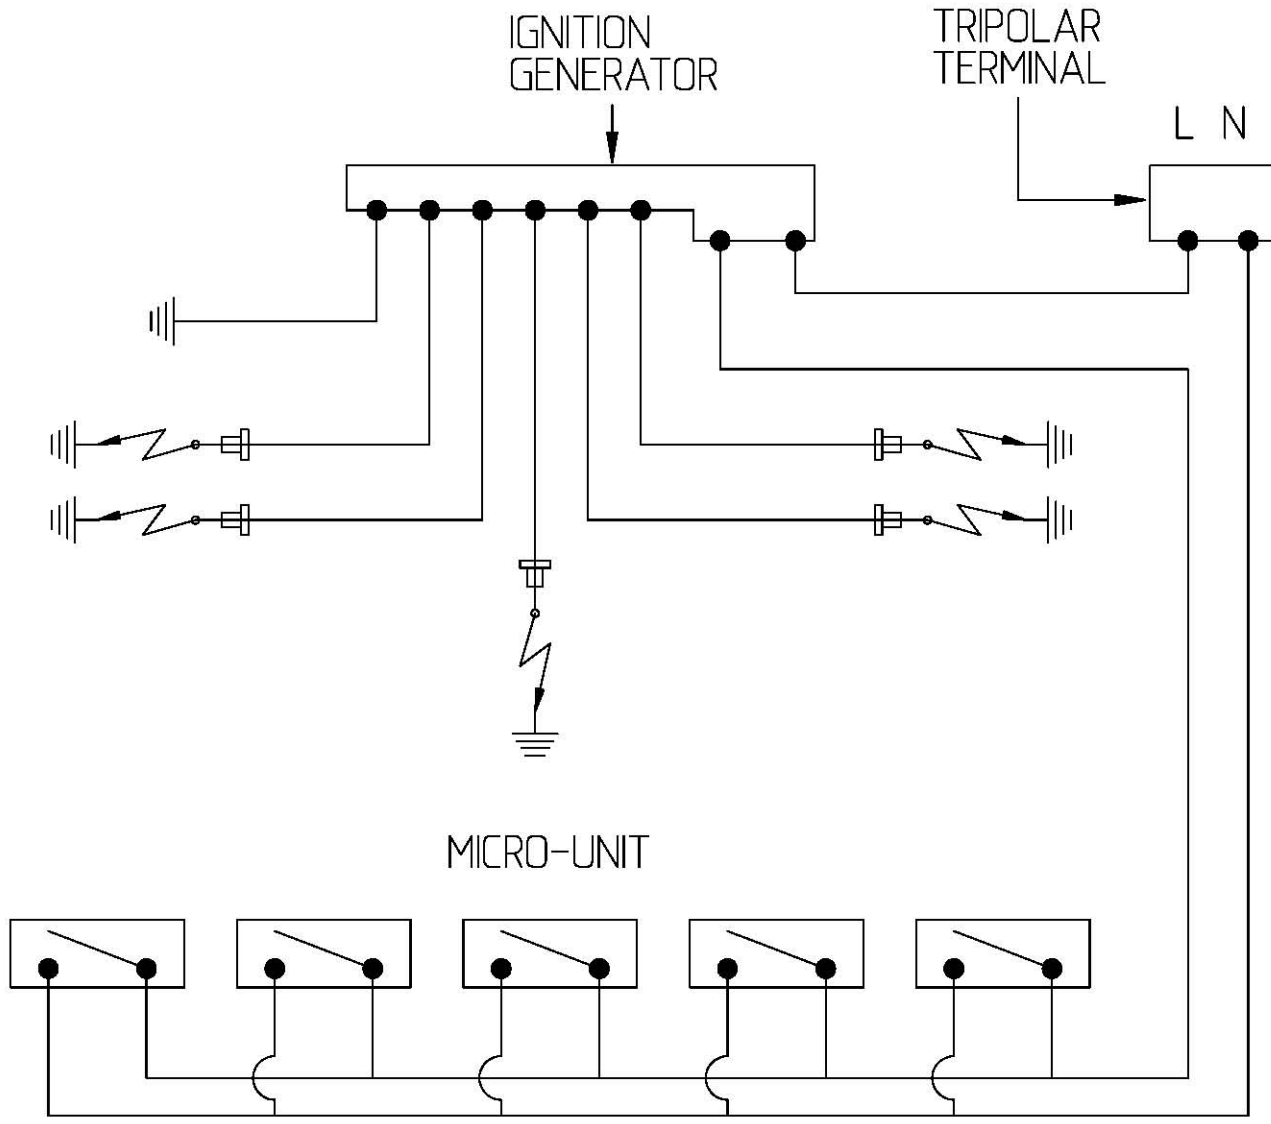 IGNITION
GENERATOR
TRIPOLAR
TERMINAL
L N
MICRO-UNIT